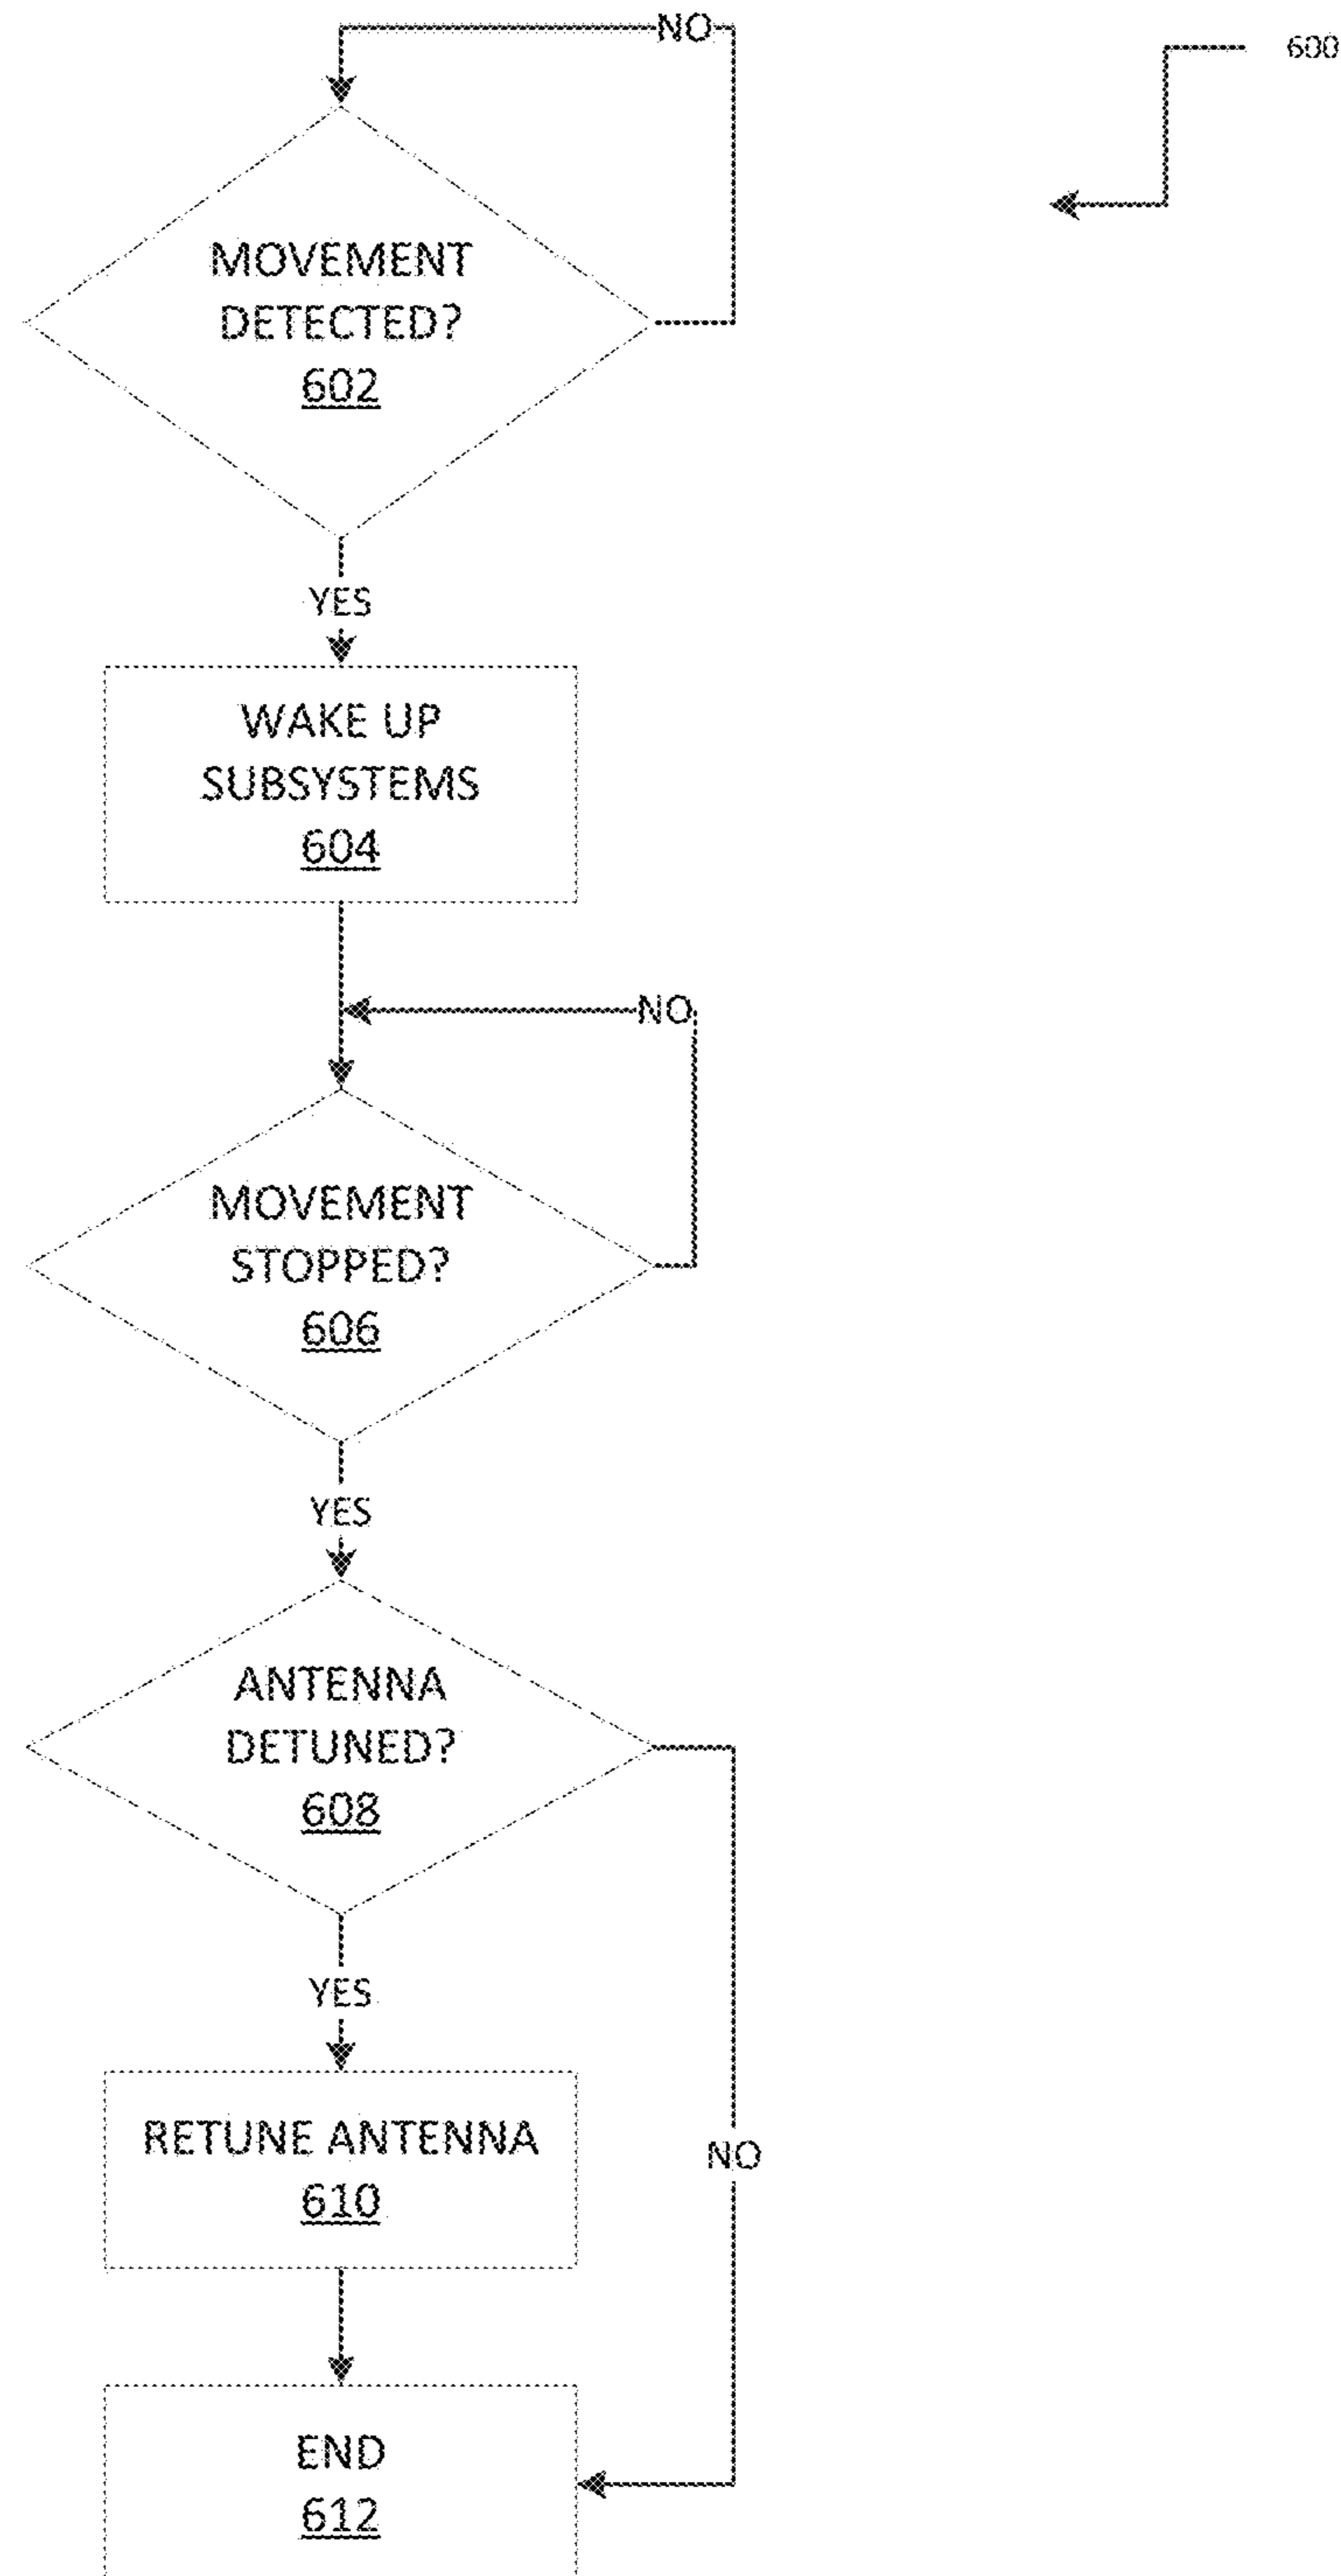 NO
600
MOVEMENT
DETECTED?
602
YES
WAKE UP
SUBSYSTEMS
604
NO
MOVEMENT
STOPPED?
606
YES
ANTENNA
DETUNED?
608
YES
RETUNE ANTENNA
610
NO
END
612